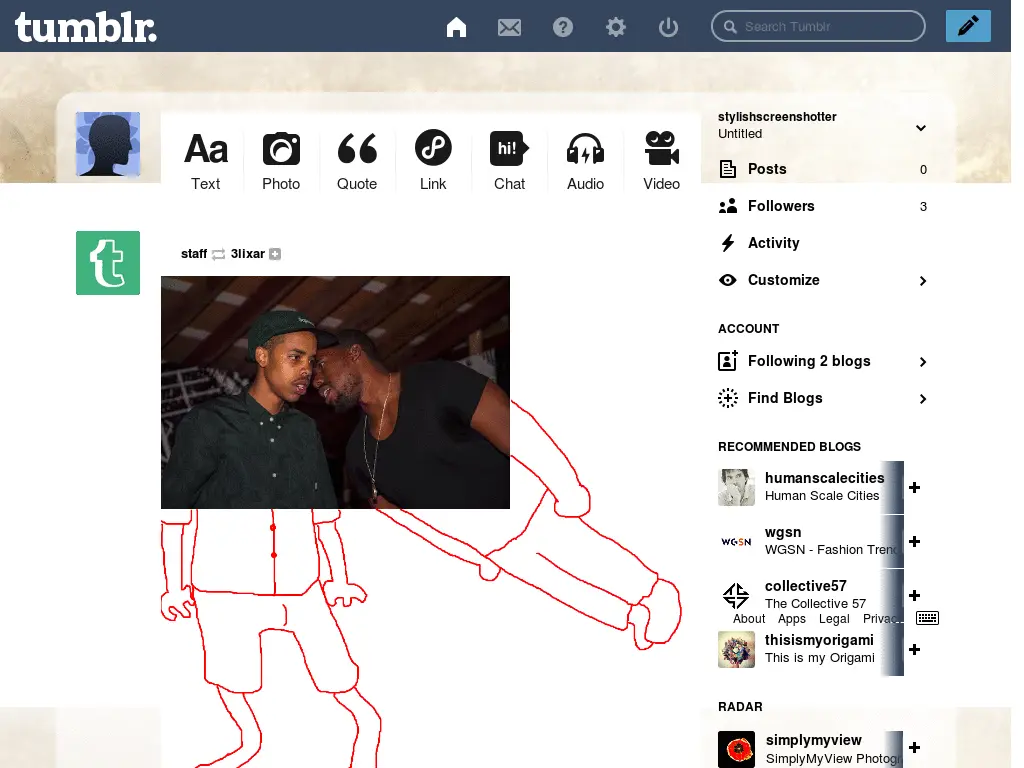 tumblr.
Search Tumblr
Aa
hi!
Text
Photo
Quote
Link
Chat
Audio
Video
stylishscreenshotter
Untitled
Posts
0
Followers
3
Activity
Customize
ACCOUNT
Following 2 blogs
Find Blogs
RECOMMENDED BLOGS
humanscalecities
Human Scale Cities
WGSN
wgsn
WGSN - Fashion Tren
collective57
The Collective 57
About Apps Legal Privac
thisismyorigami
This is my Origami
RADAR
simplymyview
SimplyMyView Photogr
t
staff
3lixar